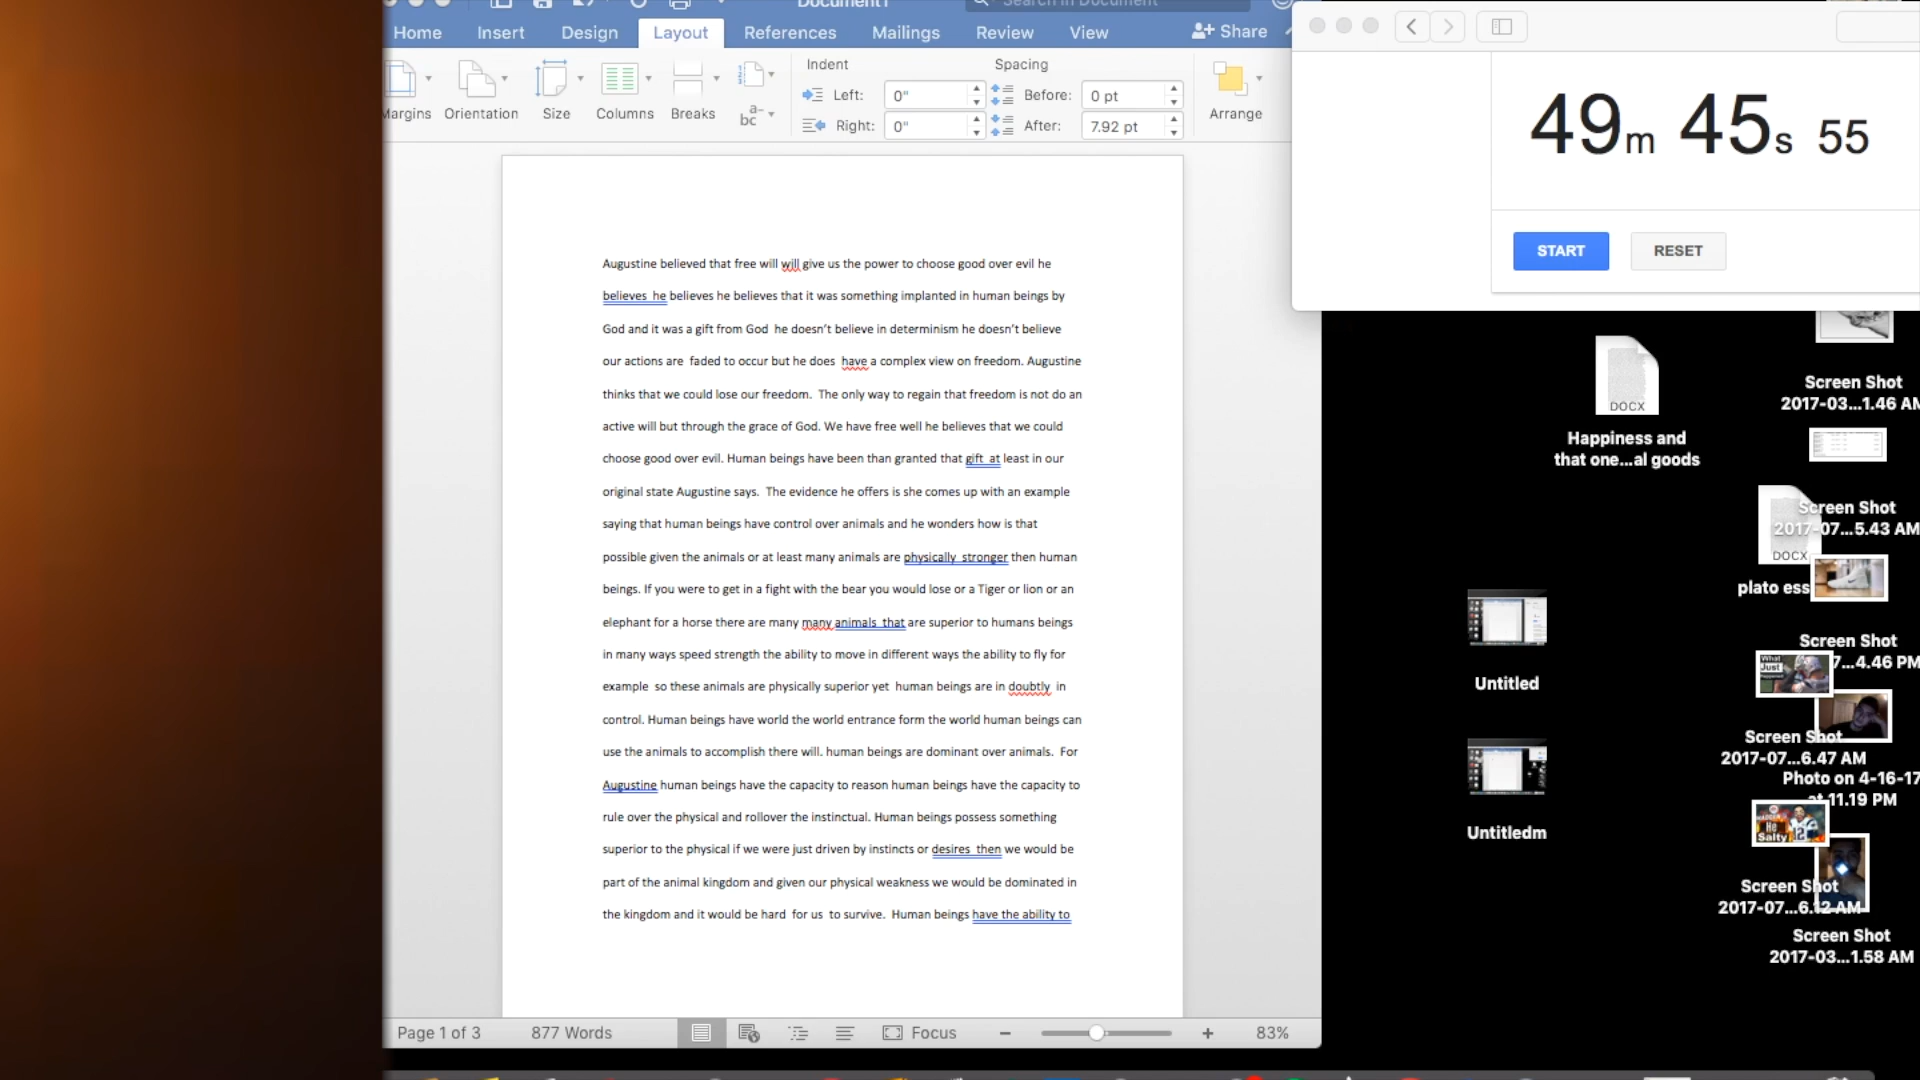 Document1
Search in Document
Home Insert Design Layout References Mailings Review View Share
Margins Orientation Size Columns Breaks
Indent Spacing
Left: 0" Before: 0 pt
Right: 0" After: 7.92 pt
Arrange
49m 45s 55
START RESET
Augustine believed that free will will give us the power to choose good over evil he
believes he believes he believes that it was something implanted in human beings by
God and it was a gift from God he doesn't believe in determinism he doesn't believe
our actions are faded to occur but he does have a complex view on freedom. Augustine
thinks that we could lose our freedom. The only way to regain that freedom is not do an
active will but through the grace of God. We have free well he believes that we could
choose good over evil. Human beings have been than granted that gift at least in our
original state Augustine says. The evidence he offers is she comes up with an example
saying that human beings have control over animals and he wonders how is that
possible given the animals or at least many animals are physically stronger then human
beings. If you were to get in a fight with the bear you would lose or a Tiger or lion or an
elephant for a horse there are many many animals that are superior to humans beings
in many ways speed strength the ability to move in different ways the ability to fly for
example so these animals are physically superior yet human beings are in doubtly in
control. Human beings have world the world entrance form the world human beings can
use the animals to accomplish there will. human beings are dominant over animals. For
Augustine human beings have the capacity to reason human beings have the capacity to
rule over the physical and rollover the instinctual. Human beings possess something
superior to the physical if we were just driven by instincts or desires then we would be
part of the animal kingdom and given our physical weakness we would be dominated in
the kingdom and it would be hard for us to survive. Human beings have the ability to
Page 1 of 3 877 Words Focus 83%
DOCX
Happiness and
that one...al goods
Screen Shot
2017-03...1.46 AM
Screen Shot
2017-07...5.43 AM
DOCX
plato ess
Screen Shot
7...4.46 PM
What
Just
Untitled
Screen Shot
2017-07...6.47 AM
Photo on 4-16-17
at 11.19 PM
Untitledm
He
Salty
Screen Shot
2017-07...6.12 AM
Screen Shot
2017-03...1.58 AM